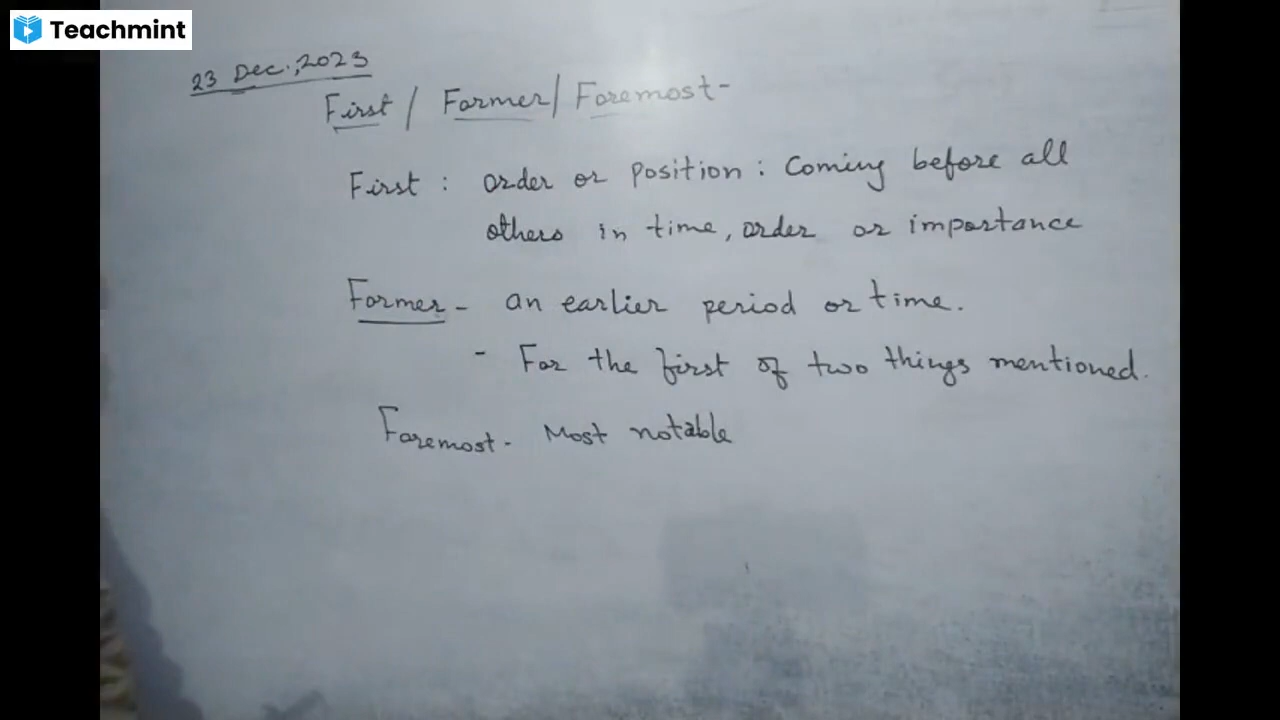 Teachmint
23 Dec., 2023
First / Former / Foremost -
First : order or position : Coming before all
others in time, order or importance
Former - an earlier period or time.
- For the first of two things mentioned.
Foremost - Most notable